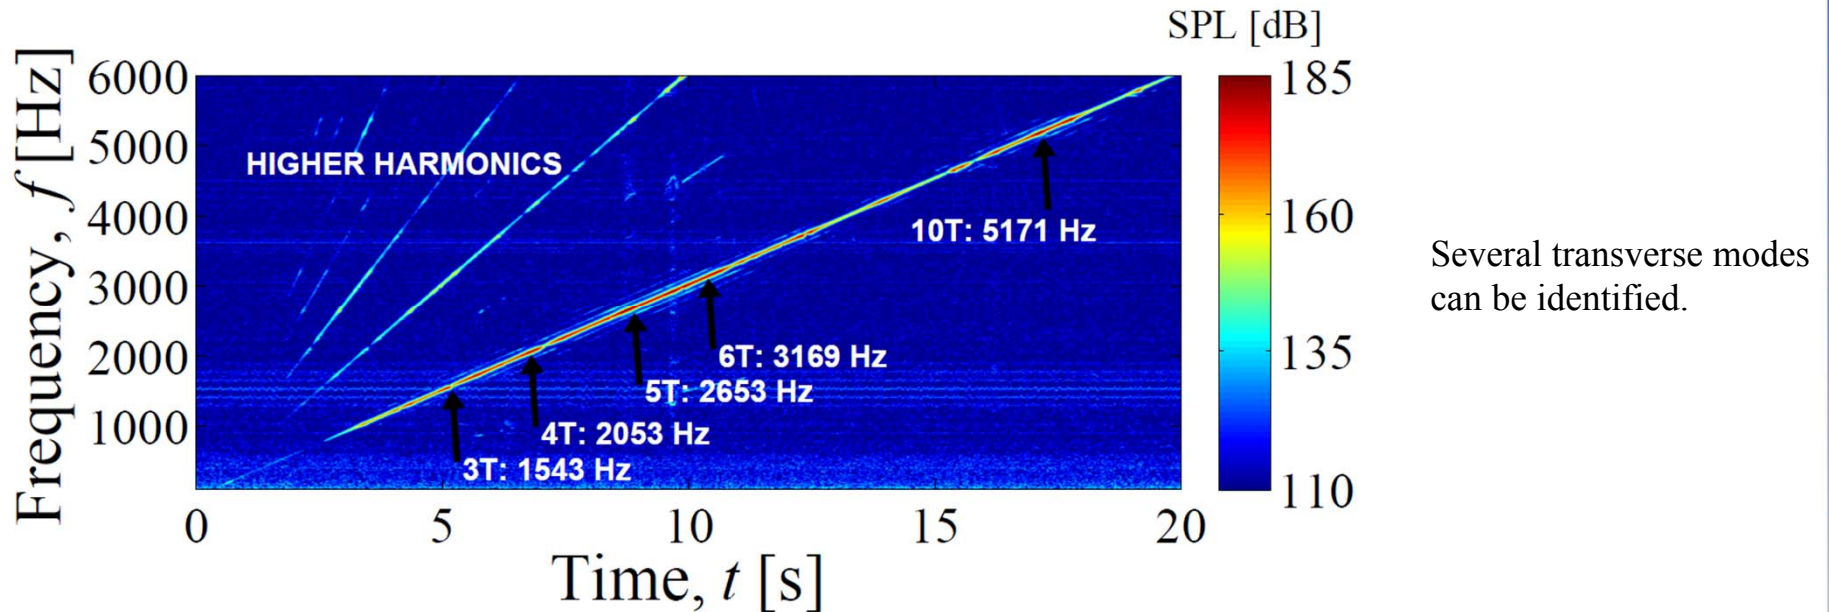 SPL [dB]
Frequency, f [Hz]
6000
5000
4000
3000
2000
1000
HIGHER HARMONICS
10T: 5171 Hz
6T: 3169 Hz
5T: 2653 Hz
4T: 2053 Hz
3T: 1543 Hz
0 5 10 15 20
Time, t [s]
185
160
135
110
Several transverse modes
can be identified.